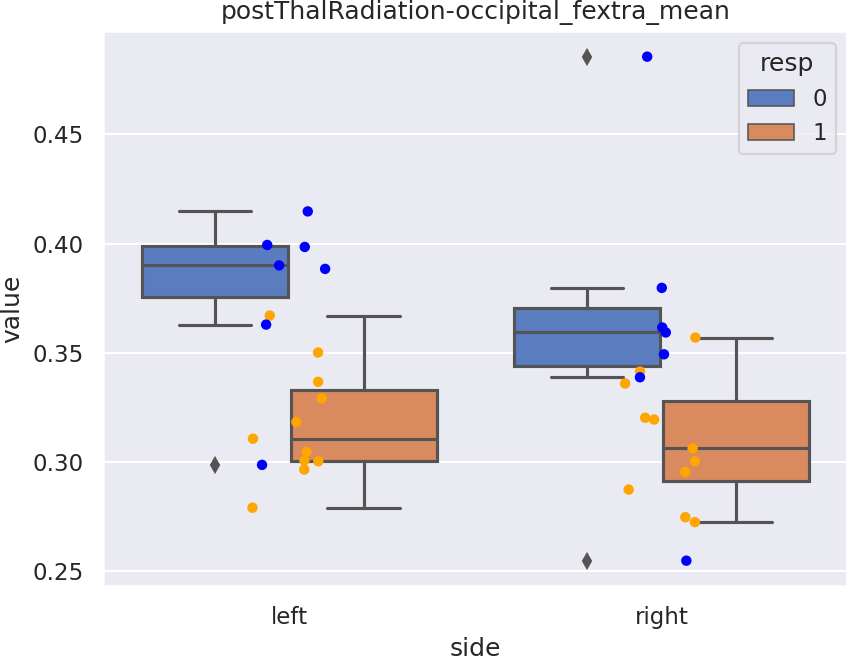 postThalRadiation-occipital_fextra_mean
resp
0
1
0.45
0.40
0.35
0.30
0.25
value
left
right
side